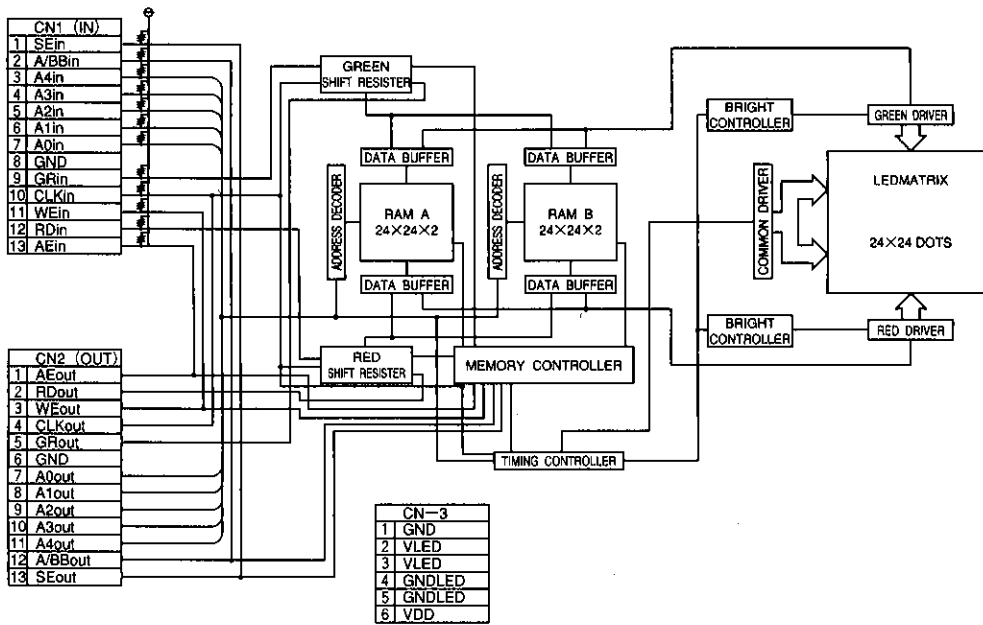 CN1 (IN)
1 SEin
2 A/BBin
3 A4in
4 A3in
5 A2in
6 A1in
7 A0in
8 GND
9 GRin
10 CLKin
11 WEin
12 RDin
13 AEin
CN2 (OUT)
1 AEout
2 RDout
3 WEout
4 CLKout
5 GRout
6 GND
7 A0out
8 A1out
9 A2out
10 A3out
11 A4out
12 A/BBout
13 SEout
GREEN
SHIFT RESISTER
DATA BUFFER
DATA BUFFER
ADDRESS DECODER
RAM A
24×24×2
ADDRESS DECODER
RAM B
24×24×2
DATA BUFFER
DATA BUFFER
RED
SHIFT RESISTER
MEMORY CONTROLLER
TIMING CONTROLLER
BRIGHT
CONTROLLER
GREEN DRIVER
COMMON DRIVER
LEDMATRIX
24×24 DOTS
BRIGHT
CONTROLLER
RED DRIVER
CN-3
1 GND
2 VLED
3 VLED
4 GNDLED
5 GNDLED
6 VDD